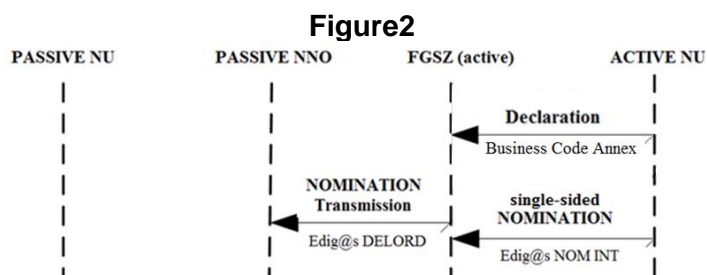 Figure2
PASSIVE NU PASSIVE NNO FGSZ (active) ACTIVE NU
Declaration
Business Code Annex
NOMINATION
Transmission
Edig@s DELORD
single-sided
NOMINATION
Edig@s NOM INT